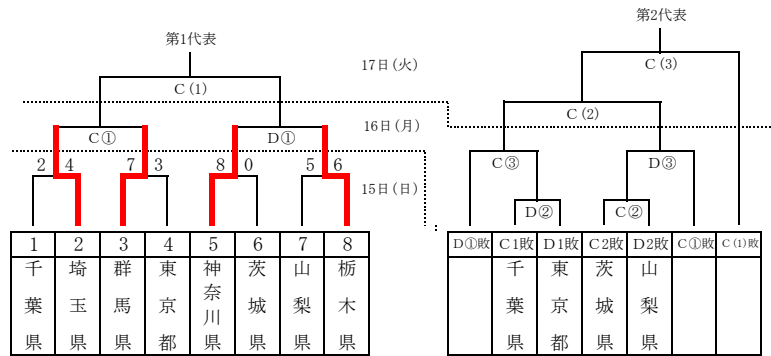 第2代表
第1代表
17日(火)
C(3)
C(1)
C(2)
16日(月)
C① D①
2 4 7 3 8 0 5 6
C③ D③
15日(日)
D② C②
1 2 3 4 5 6 7 8
D①敗 C1敗 D1敗 C2敗 D2敗 C①敗 C(1)敗
千葉県 埼玉県 群馬県 東京都 神奈川県 茨城県 山梨県 栃木県
千葉県 東京都 茨城県 山梨県